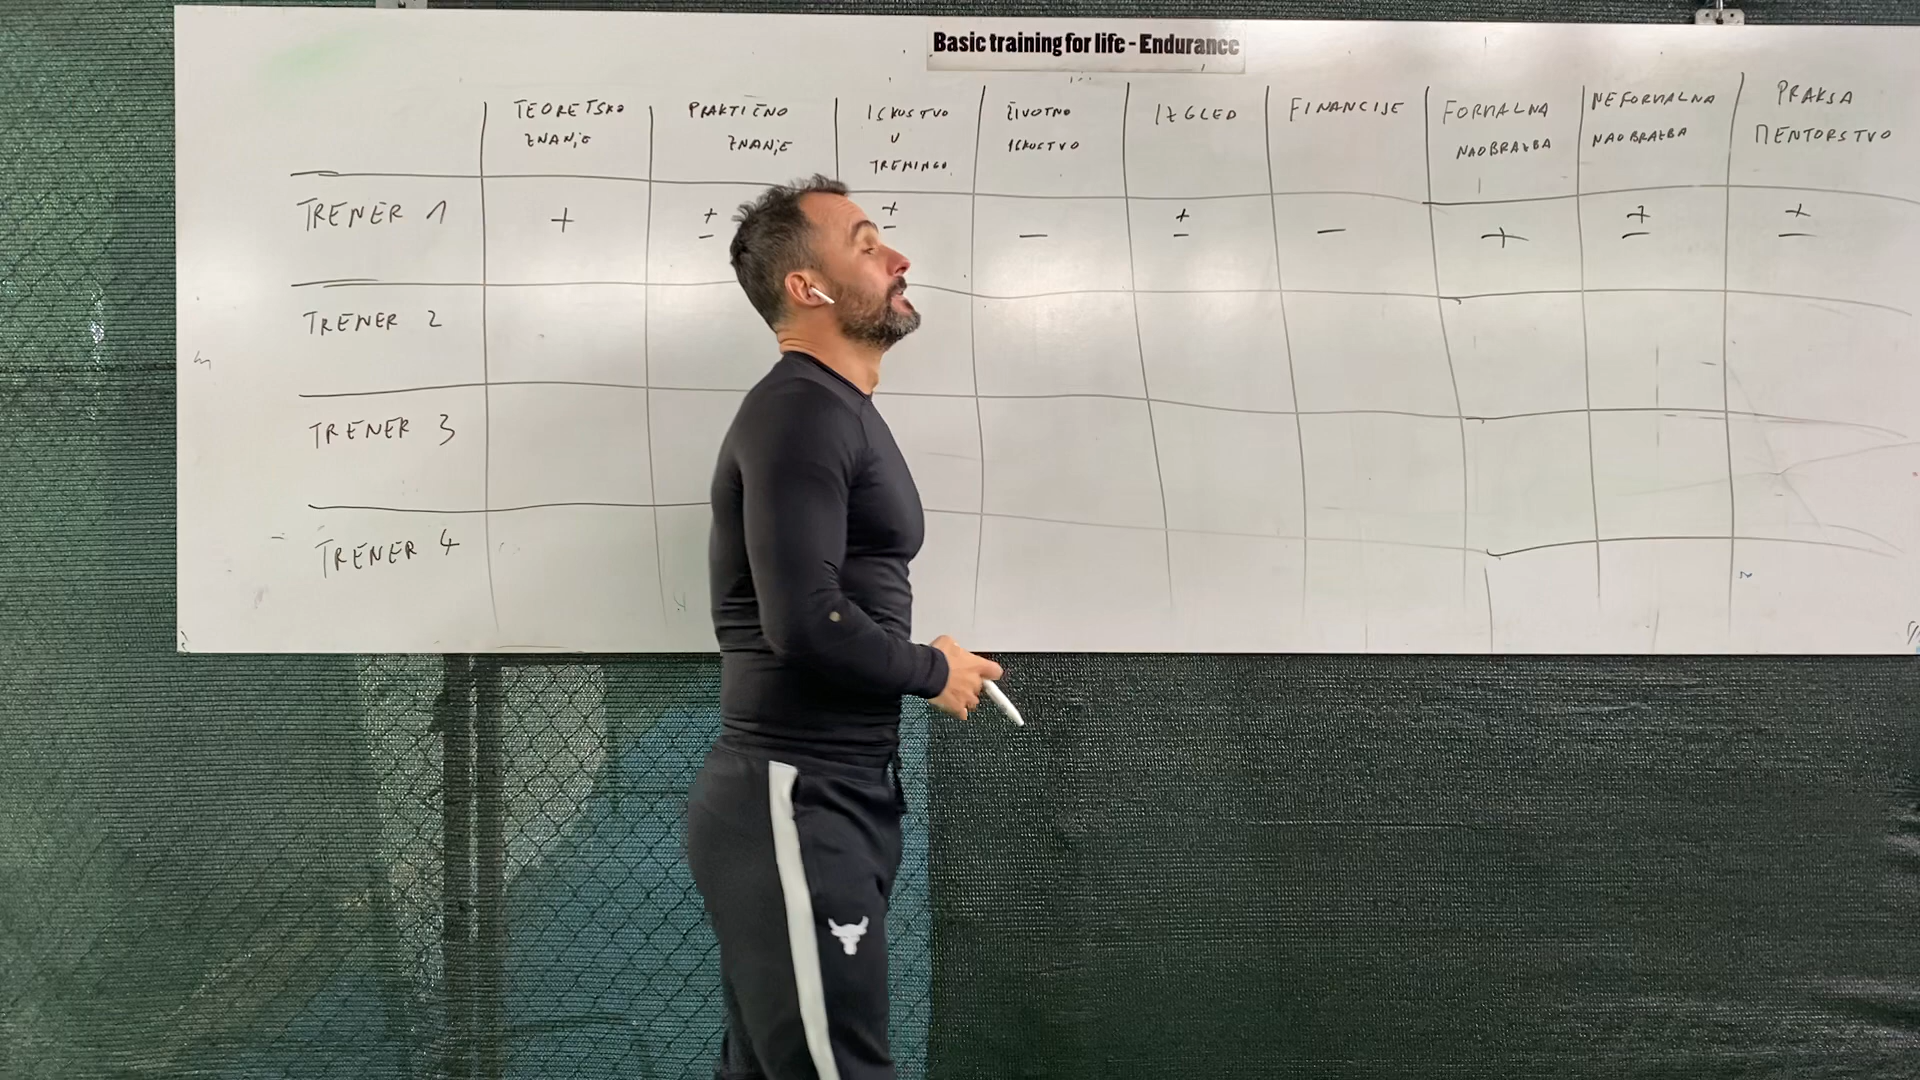 Basic training for life - Endurance
TEORETSKO ZNANjE
PRAKTIČNO ZNANjE
ISKUSTVO U TRENINGU
ŽIVOTNO ISKUSTVO
IZGLED
FINANCIJE
FORMALNA NAOBRAZBA
NEFORMALNA NAOBRAZBA
PRAKSA MENTORSTVO
TRENER 1 + ± ± - ± - + ± ±
TRENER 2
TRENER 3
TRENER 4